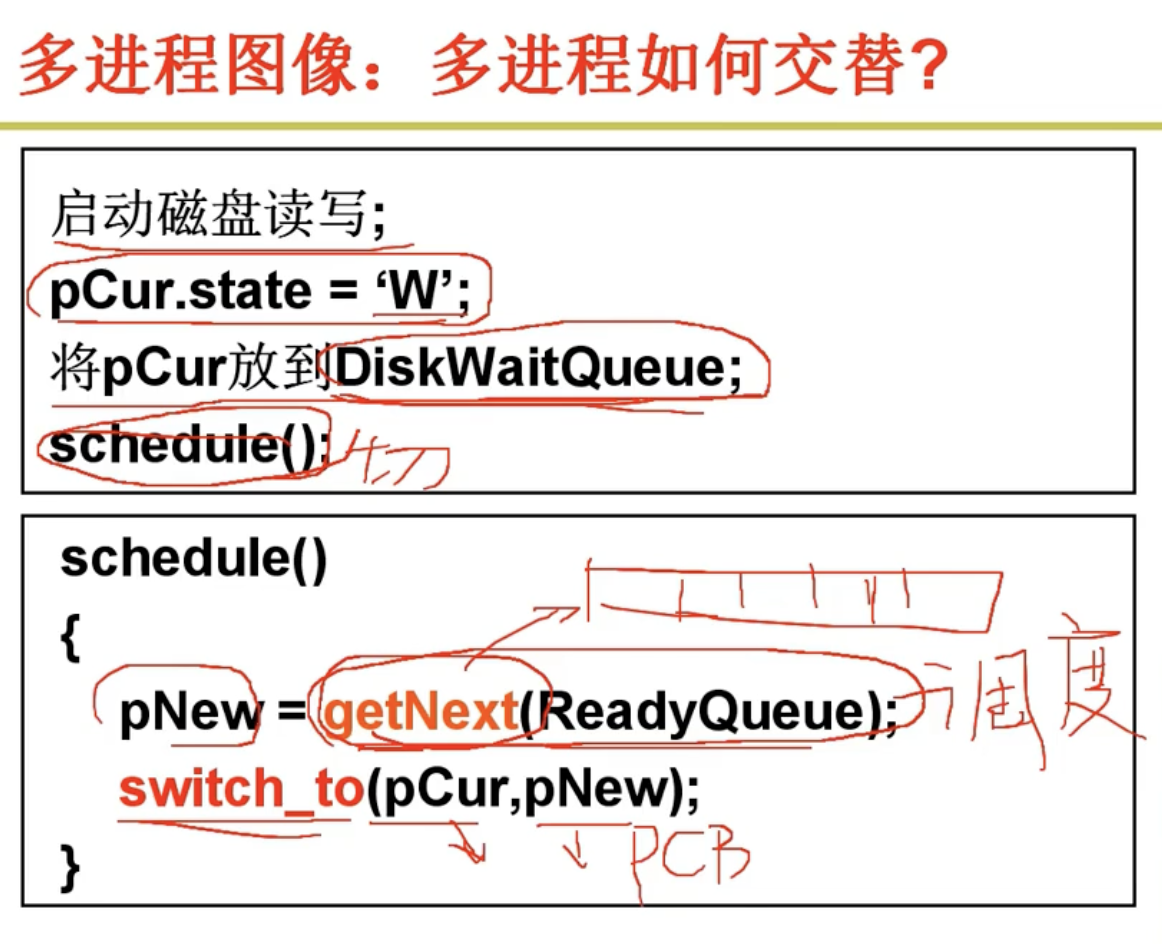 多进程图像：多进程如何交替?
启动磁盘读写;
pCur.state = ‘W’;
将pCur放到DiskWaitQueue;
schedule(); 切
schedule()
{
pNew = getNext(ReadyQueue); 调度
switch_to(pCur,pNew);
PCB
}